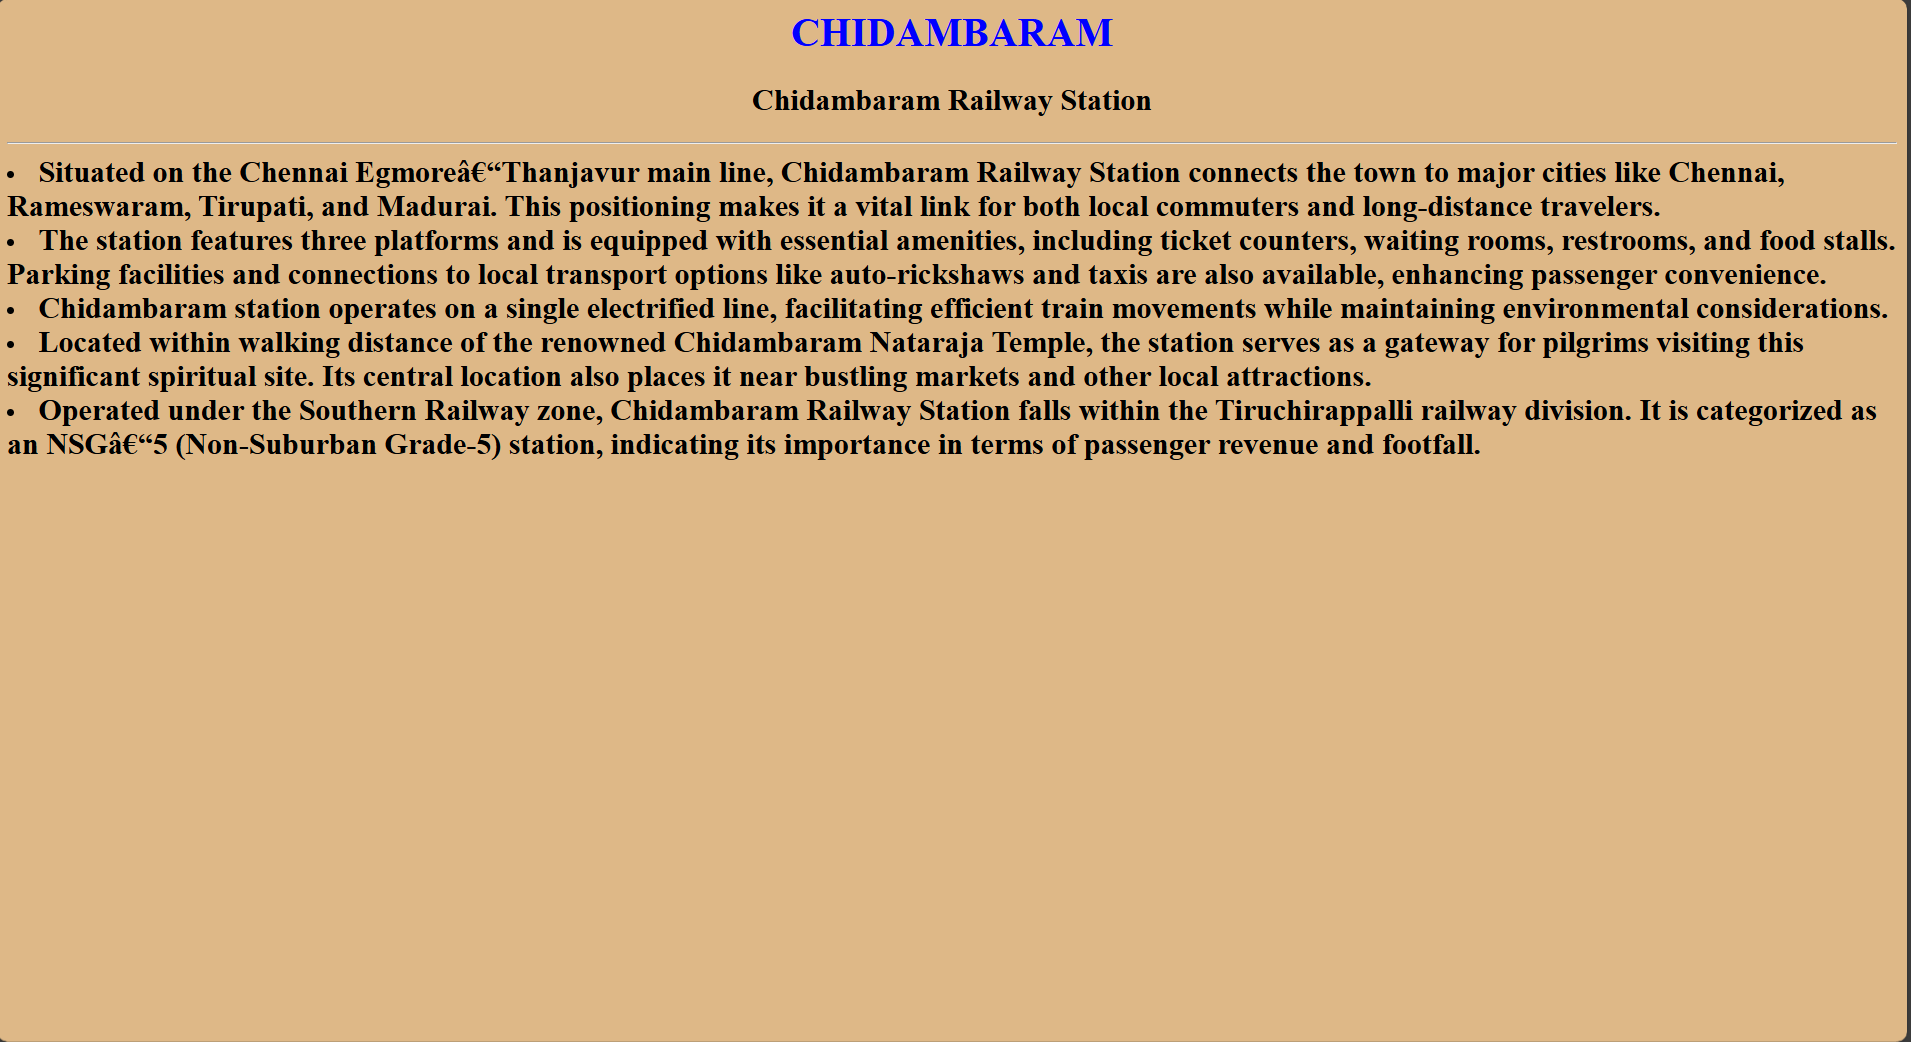 CHIDAMBARAM
Chidambaram Railway Station
• Situated on the Chennai Egmoreâ€“Thanjavur main line, Chidambaram Railway Station connects the town to major cities like Chennai,
Rameswaram, Tirupati, and Madurai. This positioning makes it a vital link for both local commuters and long-distance travelers.
• The station features three platforms and is equipped with essential amenities, including ticket counters, waiting rooms, restrooms, and food stalls.
Parking facilities and connections to local transport options like auto-rickshaws and taxis are also available, enhancing passenger convenience.
• Chidambaram station operates on a single electrified line, facilitating efficient train movements while maintaining environmental considerations.
• Located within walking distance of the renowned Chidambaram Nataraja Temple, the station serves as a gateway for pilgrims visiting this
significant spiritual site. Its central location also places it near bustling markets and other local attractions.
• Operated under the Southern Railway zone, Chidambaram Railway Station falls within the Tiruchirappalli railway division. It is categorized as
an NSGâ€“5 (Non-Suburban Grade-5) station, indicating its importance in terms of passenger revenue and footfall.